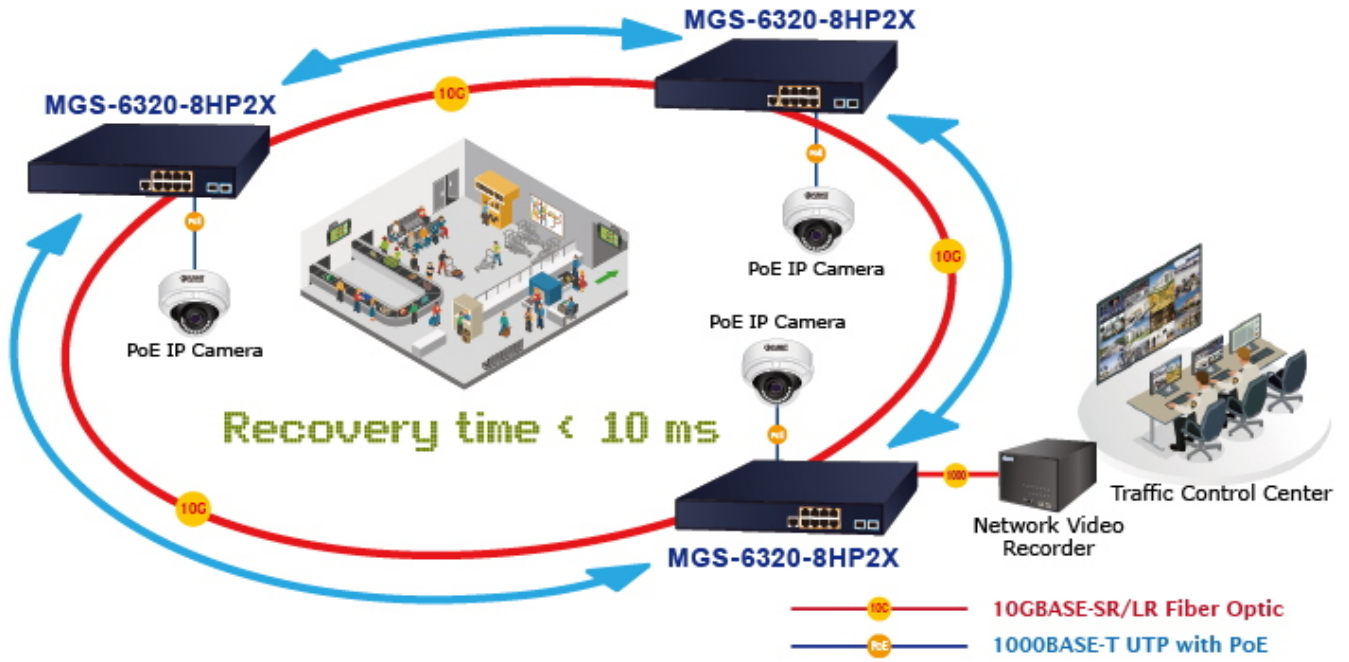 MGS-6320-8HP2X
MGS-6320-8HP2X
10G
PoE
PoE
PoE IP Camera
10G
PoE IP Camera
PoE IP Camera
Recovery time < 10 ms
PoE
1000
10G
Traffic Control Center
Network Video
Recorder
MGS-6320-8HP2X
10G 10GBASE-SR/LR Fiber Optic
PoE 1000BASE-T UTP with PoE